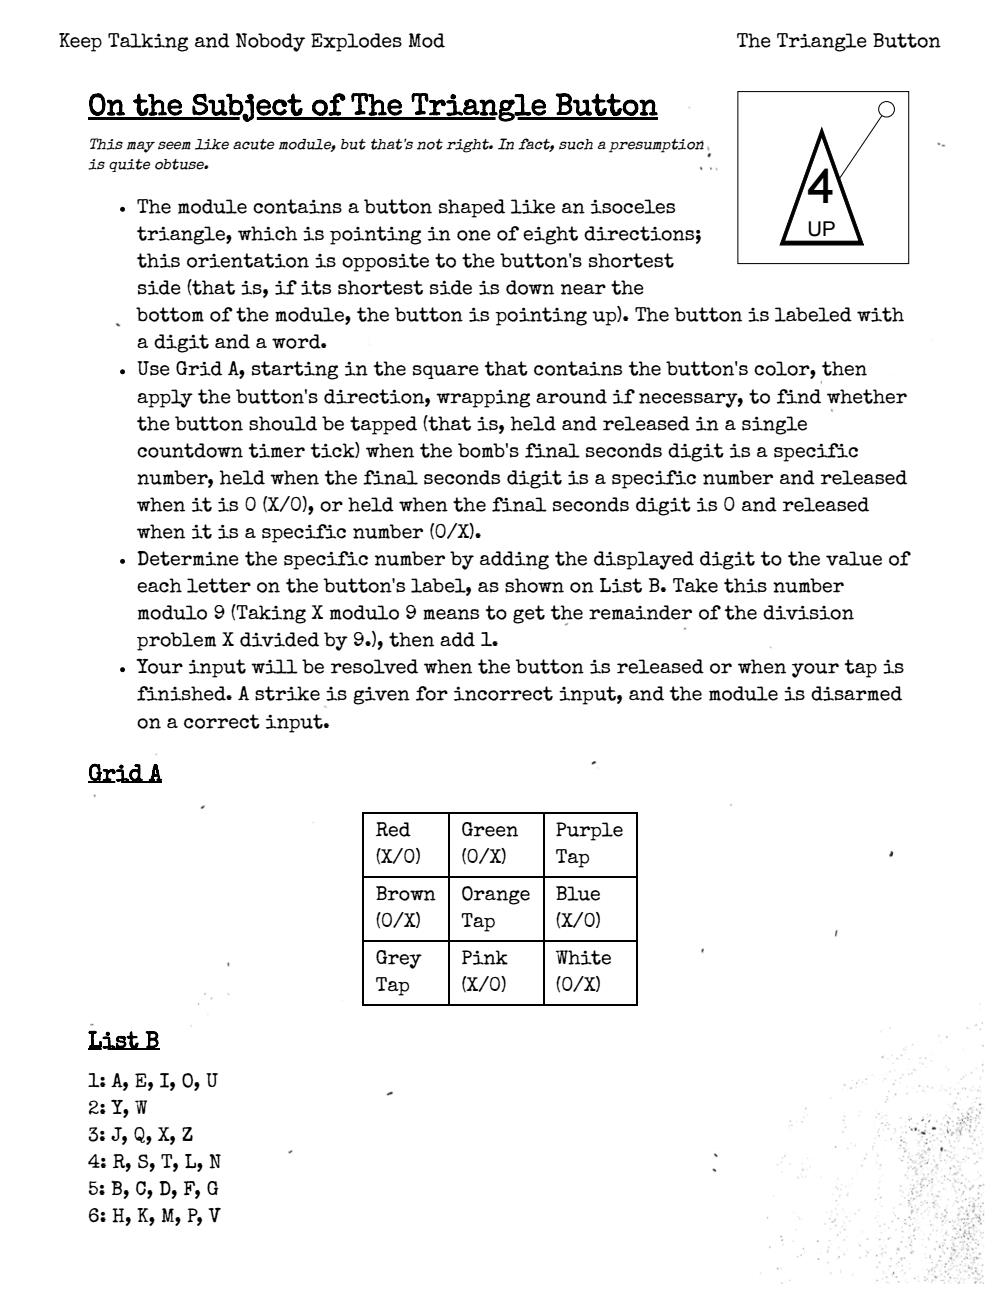 Keep Talking and Nobody Explodes Mod
The Triangle Button
On the Subject of The Triangle Button
This may seem like acute module, but that's not right. In fact, such a presumption
is quite obtuse.
4
UP
• The module contains a button shaped like an isoceles
triangle, which is pointing in one of eight directions;
this orientation is opposite to the button's shortest
side (that is, if its shortest side is down near the
bottom of the module, the button is pointing up). The button is labeled with
a digit and a word.
• Use Grid A, starting in the square that contains the button's color, then
apply the button's direction, wrapping around if necessary, to find whether
the button should be tapped (that is, held and released in a single
countdown timer tick) when the bomb's final seconds digit is a specific
number, held when the final seconds digit is a specific number and released
when it is 0 (X/0), or held when the final seconds digit is 0 and released
when it is a specific number (0/X).
• Determine the specific number by adding the displayed digit to the value of
each letter on the button's label, as shown on List B. Take this number
modulo 9 (Taking X modulo 9 means to get the remainder of the division
problem X divided by 9.), then add 1.
• Your input will be resolved when the button is released or when your tap is
finished. A strike is given for incorrect input, and the module is disarmed
on a correct input.
Grid A
Red Green Purple
(X/0) (0/X) Tap
Brown Orange Blue
(0/X) Tap (X/0)
Grey Pink White
Tap (X/0) (0/X)
List B
1: A, E, I, O, U
2: Y, W
3: J, Q, X, Z
4: R, S, T, L, N
5: B, C, D, F, G
6: H, K, M, P, V